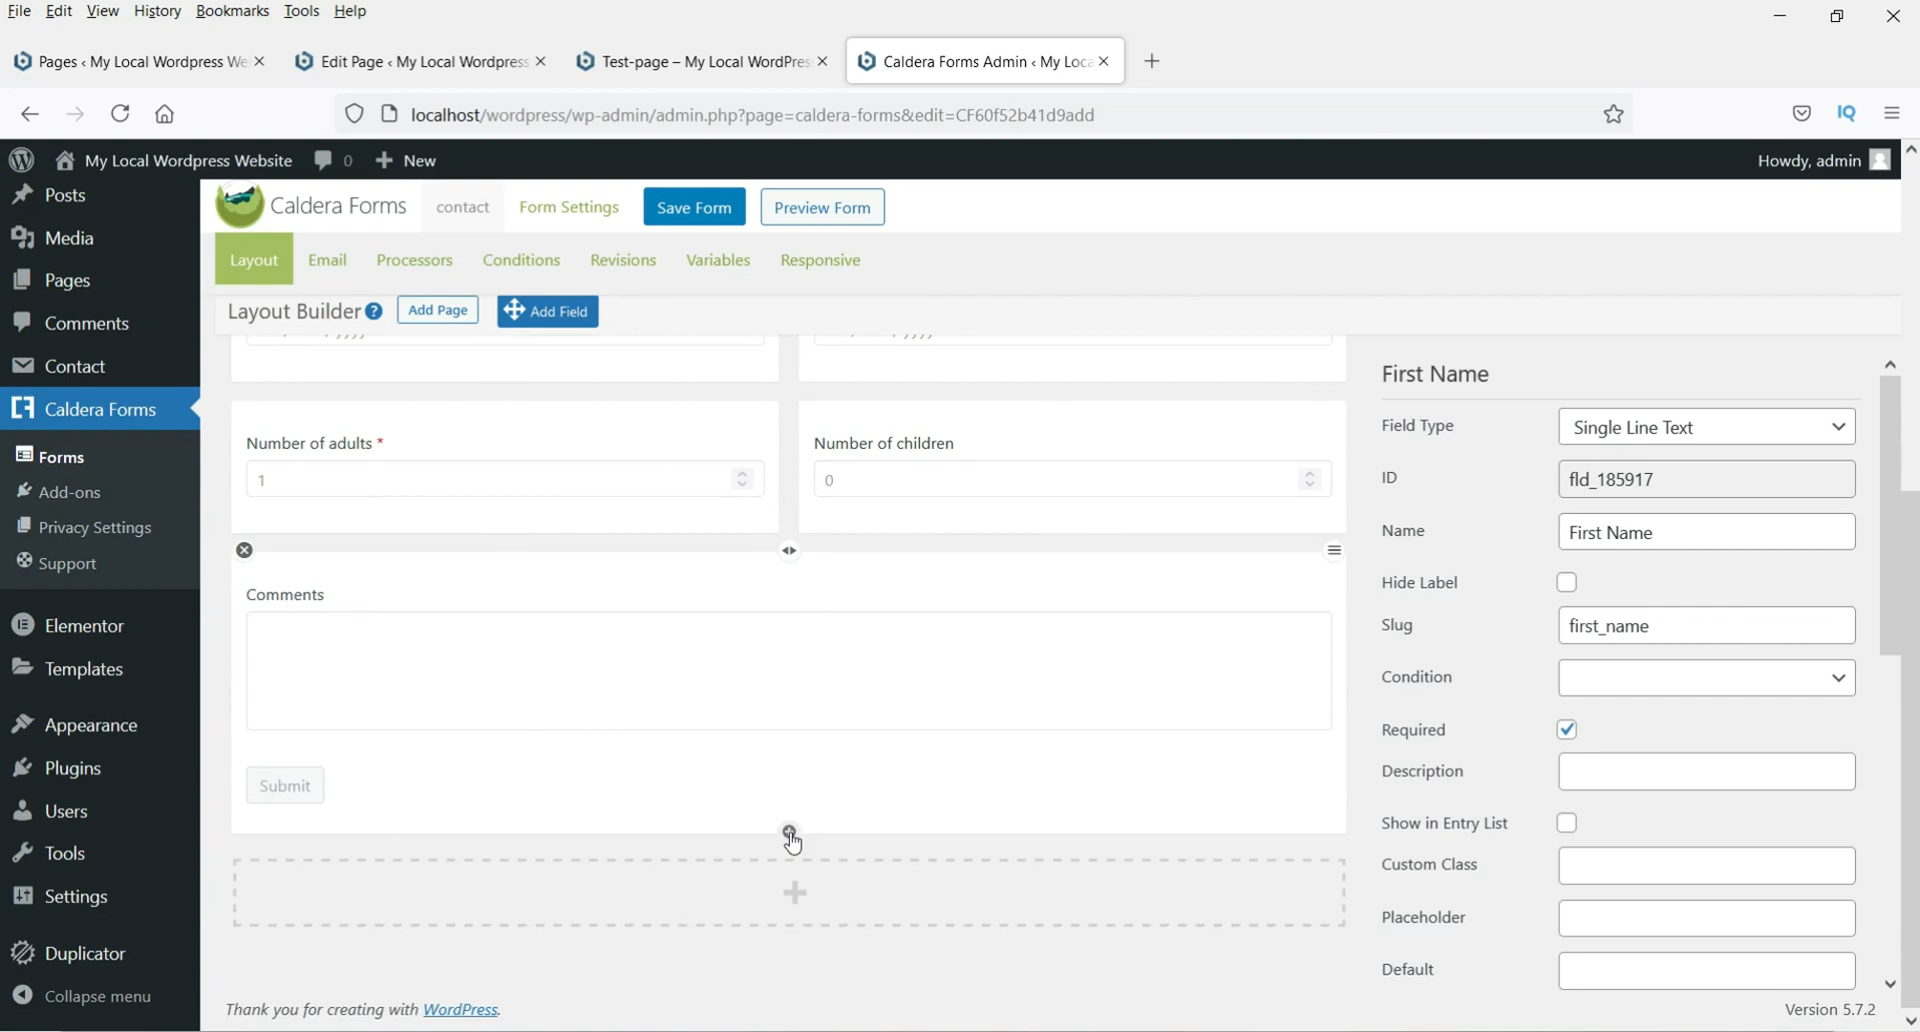 File Edit View History Bookmarks Tools Help
Pages ‹ My Local Wordpress We
Edit Page ‹ My Local Wordpress
Test-page – My Local WordPres
Caldera Forms Admin ‹ My Loca
localhost/wordpress/wp-admin/admin.php?page=caldera-forms&edit=CF60f52b41d9add
IQ
My Local Wordpress Website 0 New
Howdy, admin
Posts
Media
Pages
Comments
Contact
Caldera Forms
Forms
Add-ons
Privacy Settings
Support
Elementor
Templates
Appearance
Plugins
Users
Tools
Settings
Duplicator
Collapse menu
Caldera Forms contact Form Settings Save Form Preview Form
Layout Email Processors Conditions Revisions Variables Responsive
Layout Builder ? Add Page Add Field
Number of adults *
1
Number of children
0
Comments
Submit
First Name
Field Type Single Line Text
ID fld_185917
Name First Name
Hide Label
Slug first_name
Condition
Required
Description
Show in Entry List
Custom Class
Placeholder
Default
Thank you for creating with WordPress.
Version 5.7.2